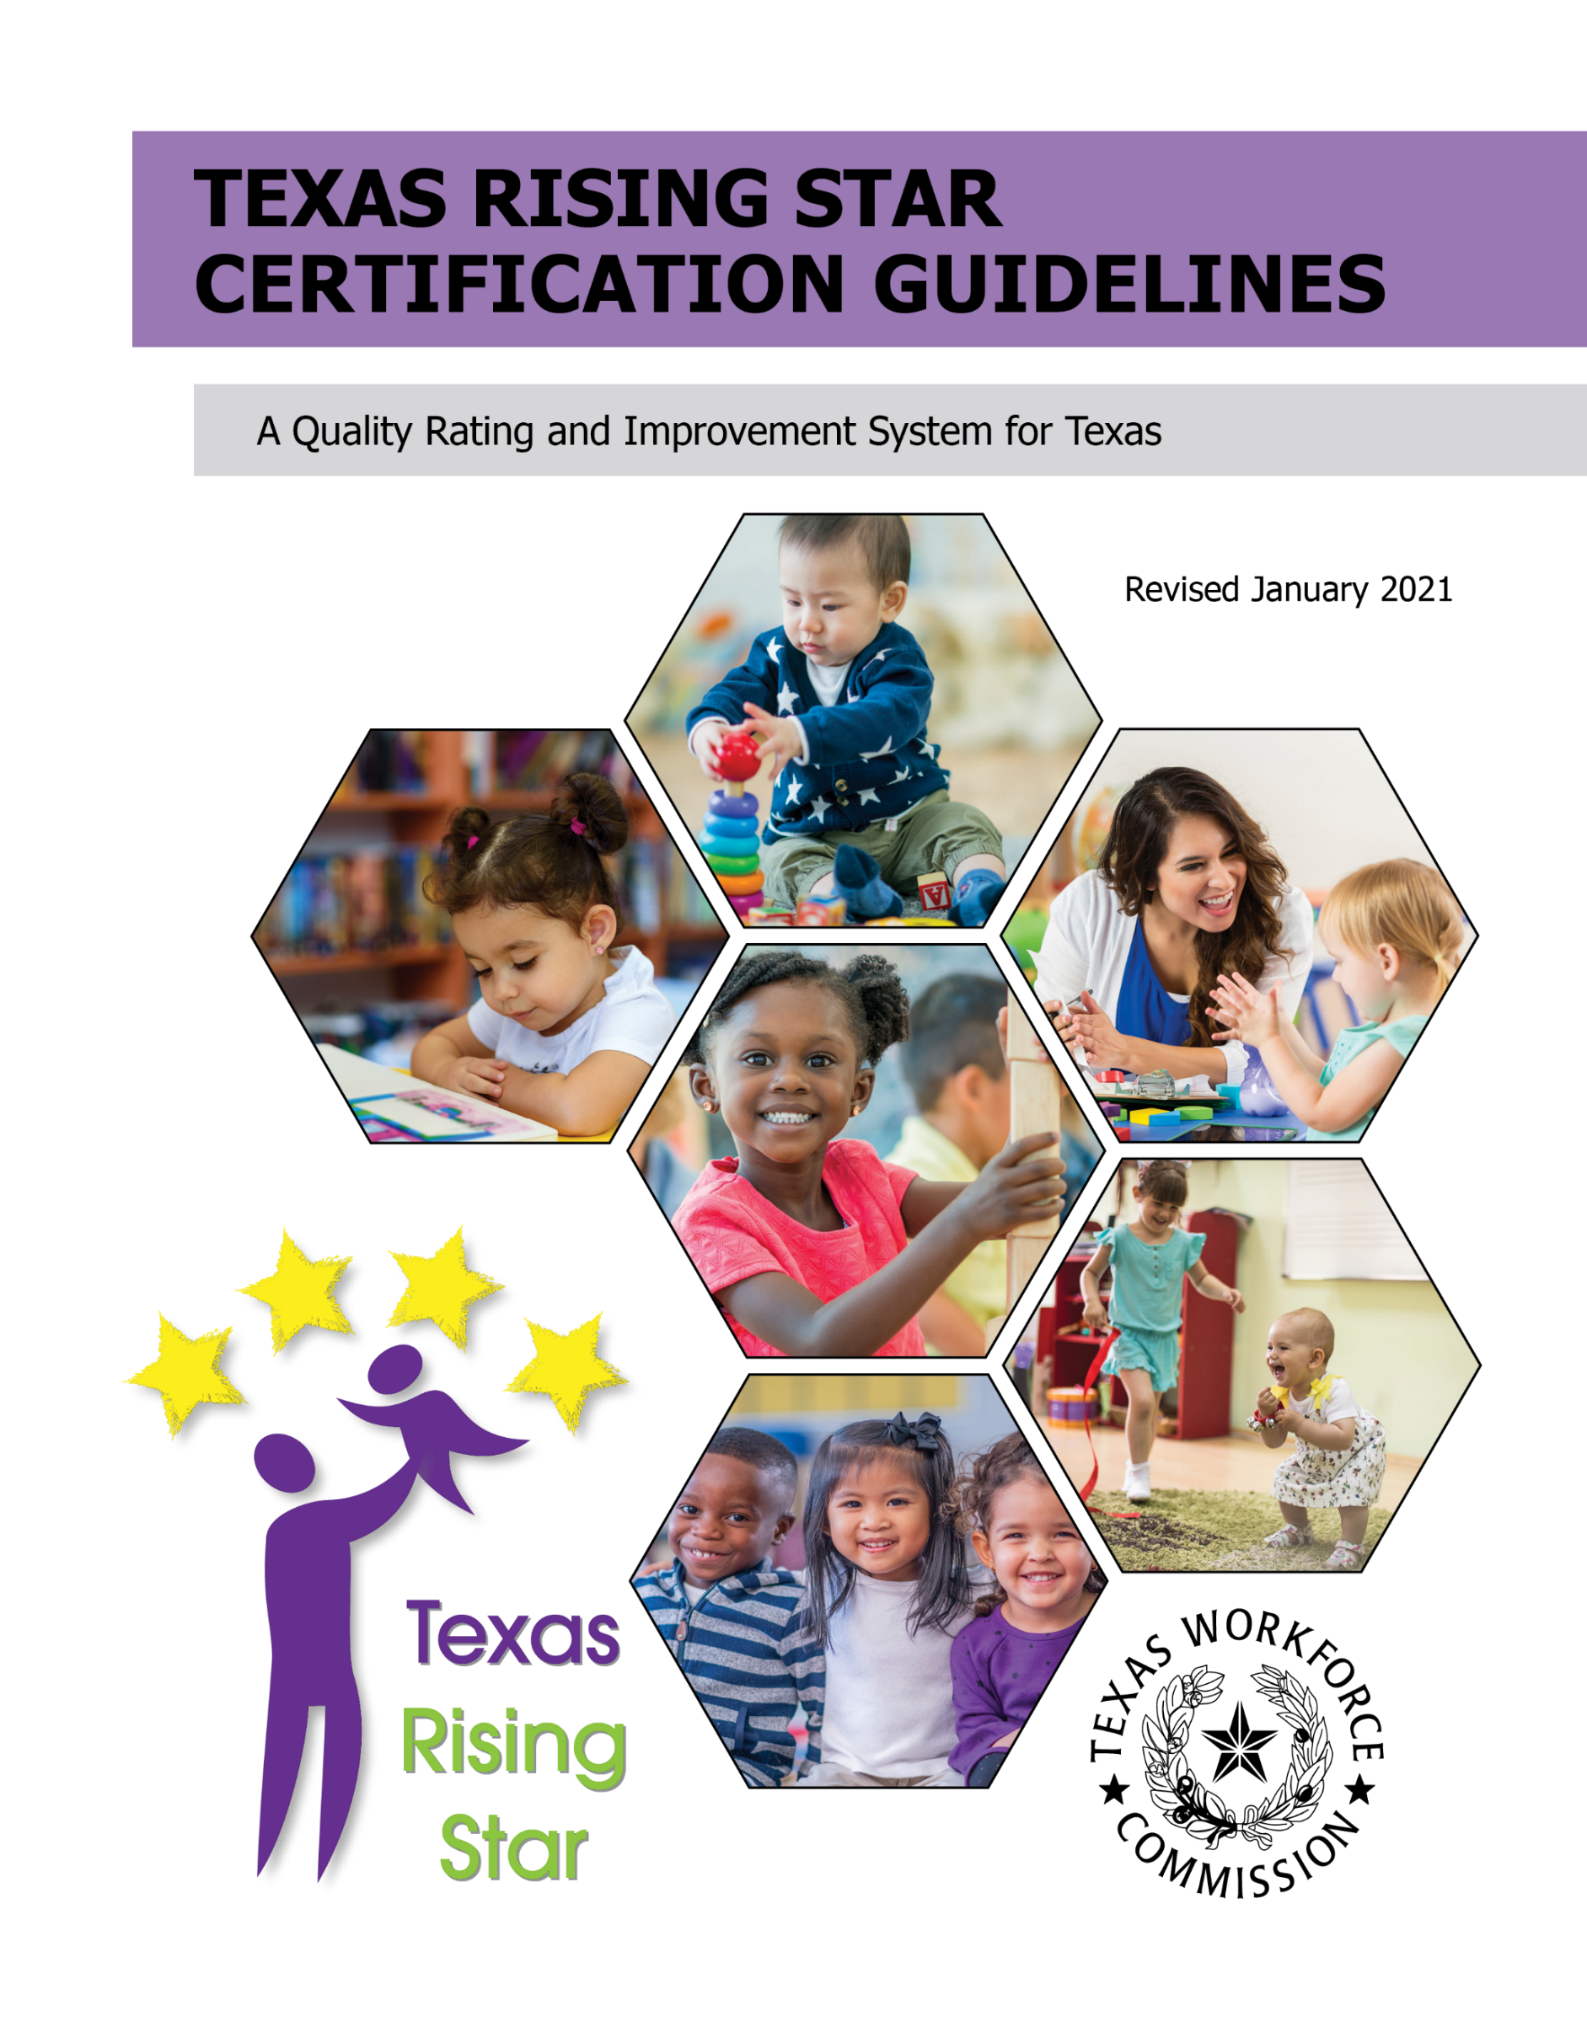 TEXAS RISING STAR
CERTIFICATION GUIDELINES
A Quality Rating and Improvement System for Texas
Revised January 2021
A
Texas
Rising
Star
TEXAS WORKFORCE
COMMISSION